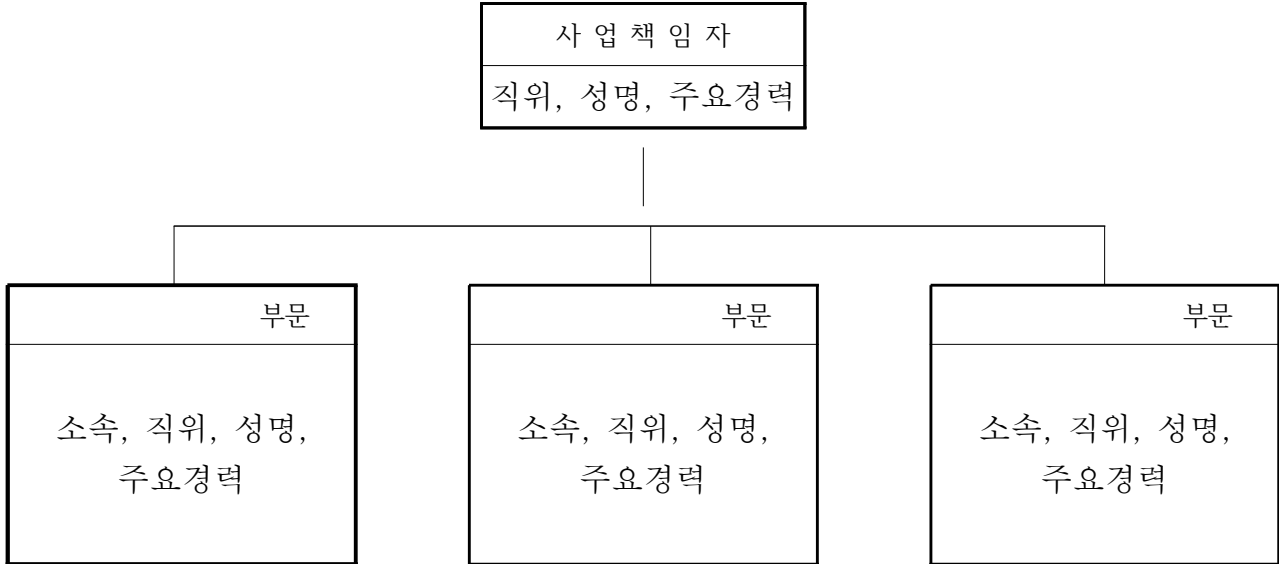 사 업 책 임 자
직위, 성명, 주요경력
부문
소속, 직위, 성명,
주요경력
부문
소속, 직위, 성명,
주요경력
부문
소속, 직위, 성명,
주요경력